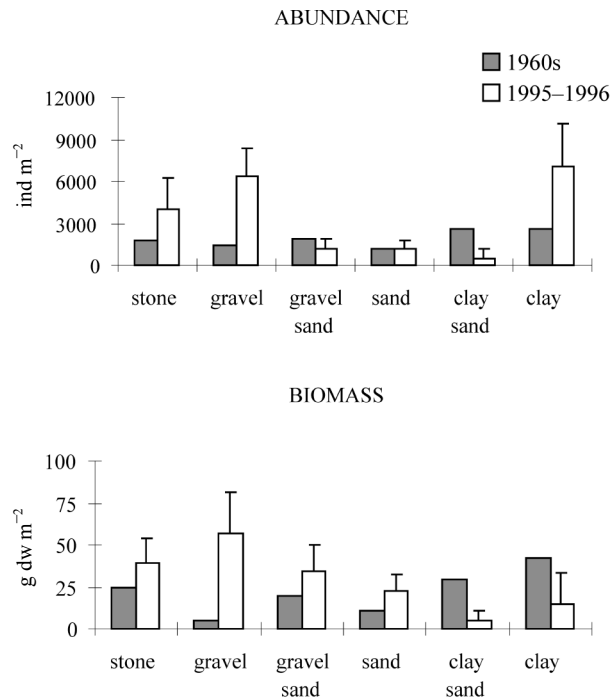 ABUNDANCE
1960s
1995–1996
ind m⁻²
12000
9000
6000
3000
0
stone gravel gravel sand clay clay
sand sand
BIOMASS
g dw m⁻²
100
75
50
25
0
stone gravel gravel sand clay clay
sand sand